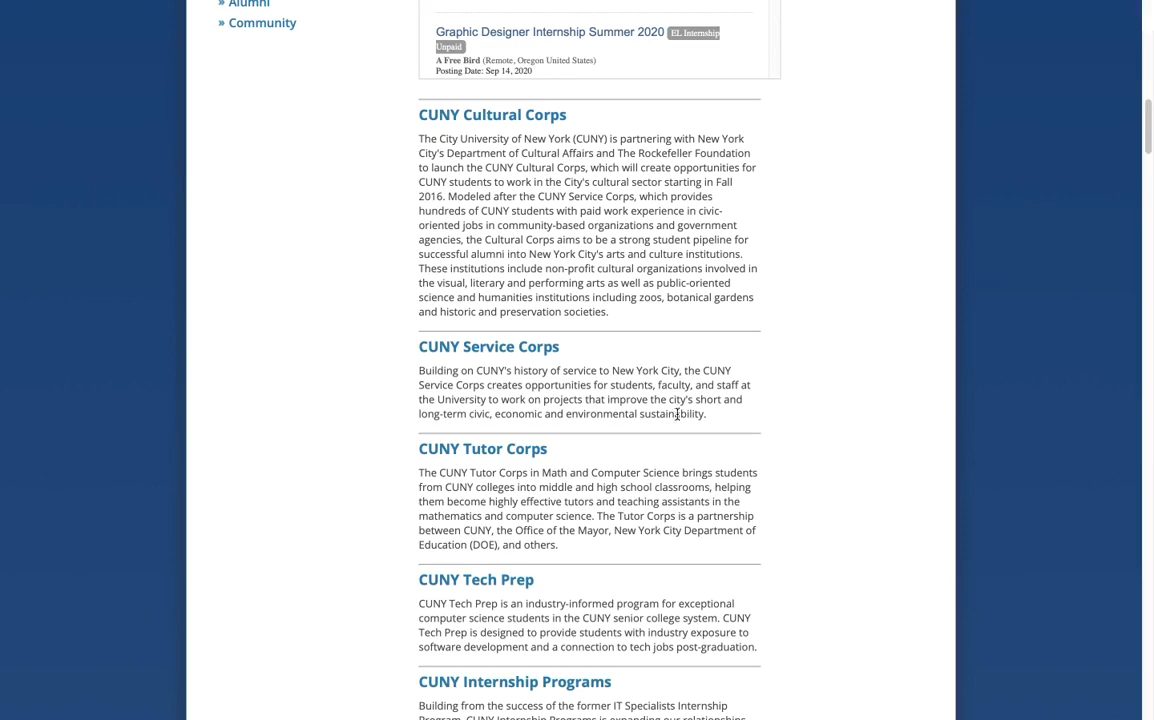 » Alumni
» Community
Graphic Designer Internship Summer 2020 EL Internship
Unpaid
A Free Bird (Remote, Oregon United States)
Posting Date: Sep 14, 2020
CUNY Cultural Corps
The City University of New York (CUNY) is partnering with New York
City's Department of Cultural Affairs and The Rockefeller Foundation
to launch the CUNY Cultural Corps, which will create opportunities for
CUNY students to work in the City's cultural sector starting in Fall
2016. Modeled after the CUNY Service Corps, which provides
hundreds of CUNY students with paid work experience in civic-
oriented jobs in community-based organizations and government
agencies, the Cultural Corps aims to be a strong student pipeline for
successful alumni into New York City's arts and culture institutions.
These institutions include non-profit cultural organizations involved in
the visual, literary and performing arts as well as public-oriented
science and humanities institutions including zoos, botanical gardens
and historic and preservation societies.
CUNY Service Corps
Building on CUNY's history of service to New York City, the CUNY
Service Corps creates opportunities for students, faculty, and staff at
the University to work on projects that improve the city's short and
long-term civic, economic and environmental sustainability.
CUNY Tutor Corps
The CUNY Tutor Corps in Math and Computer Science brings students
from CUNY colleges into middle and high school classrooms, helping
them become highly effective tutors and teaching assistants in the
mathematics and computer science. The Tutor Corps is a partnership
between CUNY, the Office of the Mayor, New York City Department of
Education (DOE), and others.
CUNY Tech Prep
CUNY Tech Prep is an industry-informed program for exceptional
computer science students in the CUNY senior college system. CUNY
Tech Prep is designed to provide students with industry exposure to
software development and a connection to tech jobs post-graduation.
CUNY Internship Programs
Building from the success of the former IT Specialists Internship
Program, CUNY Internship Programs is expanding our relationships